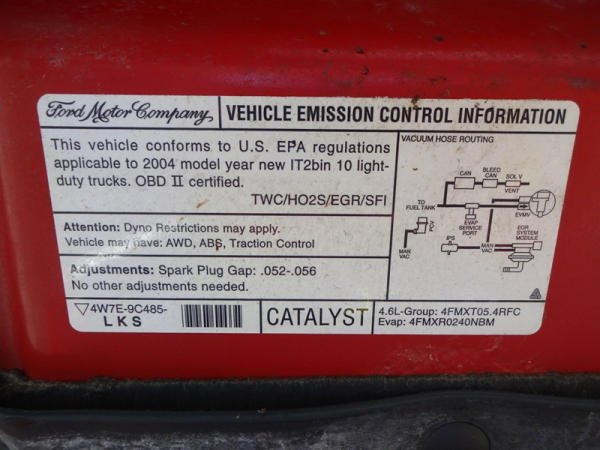 Ford Motor Company,
VEHICLE EMISSION CONTROL INFORMATION
This vehicle conforms to U.S. EPA regulations
applicable to 2004 model year new IT2bin 10 light-
duty trucks. OBD II certified.
TWC/HO2S/EGR/SFI
Attention: Dyno Restrictions may apply.
Vehicle may have: AWD, ABS, Traction Control
Adjustments: Spark Plug Gap: .052-.056
No other adjustments needed.
4W7E-9C485-
LKS
CATALYST
4.6L-Group: 4FMXT05.4RFC
Evap: 4FMXR0240NBM
VACUUM HOSE ROUTING
CAN
BLEED
CAN
SOL V
VENT
TO
FUEL TANK
EVAP
SERVICE
PORT
EVMV
PCV
MAN
VAC
IPS
MAN
VAC
EGR SYSTEM
MODULE